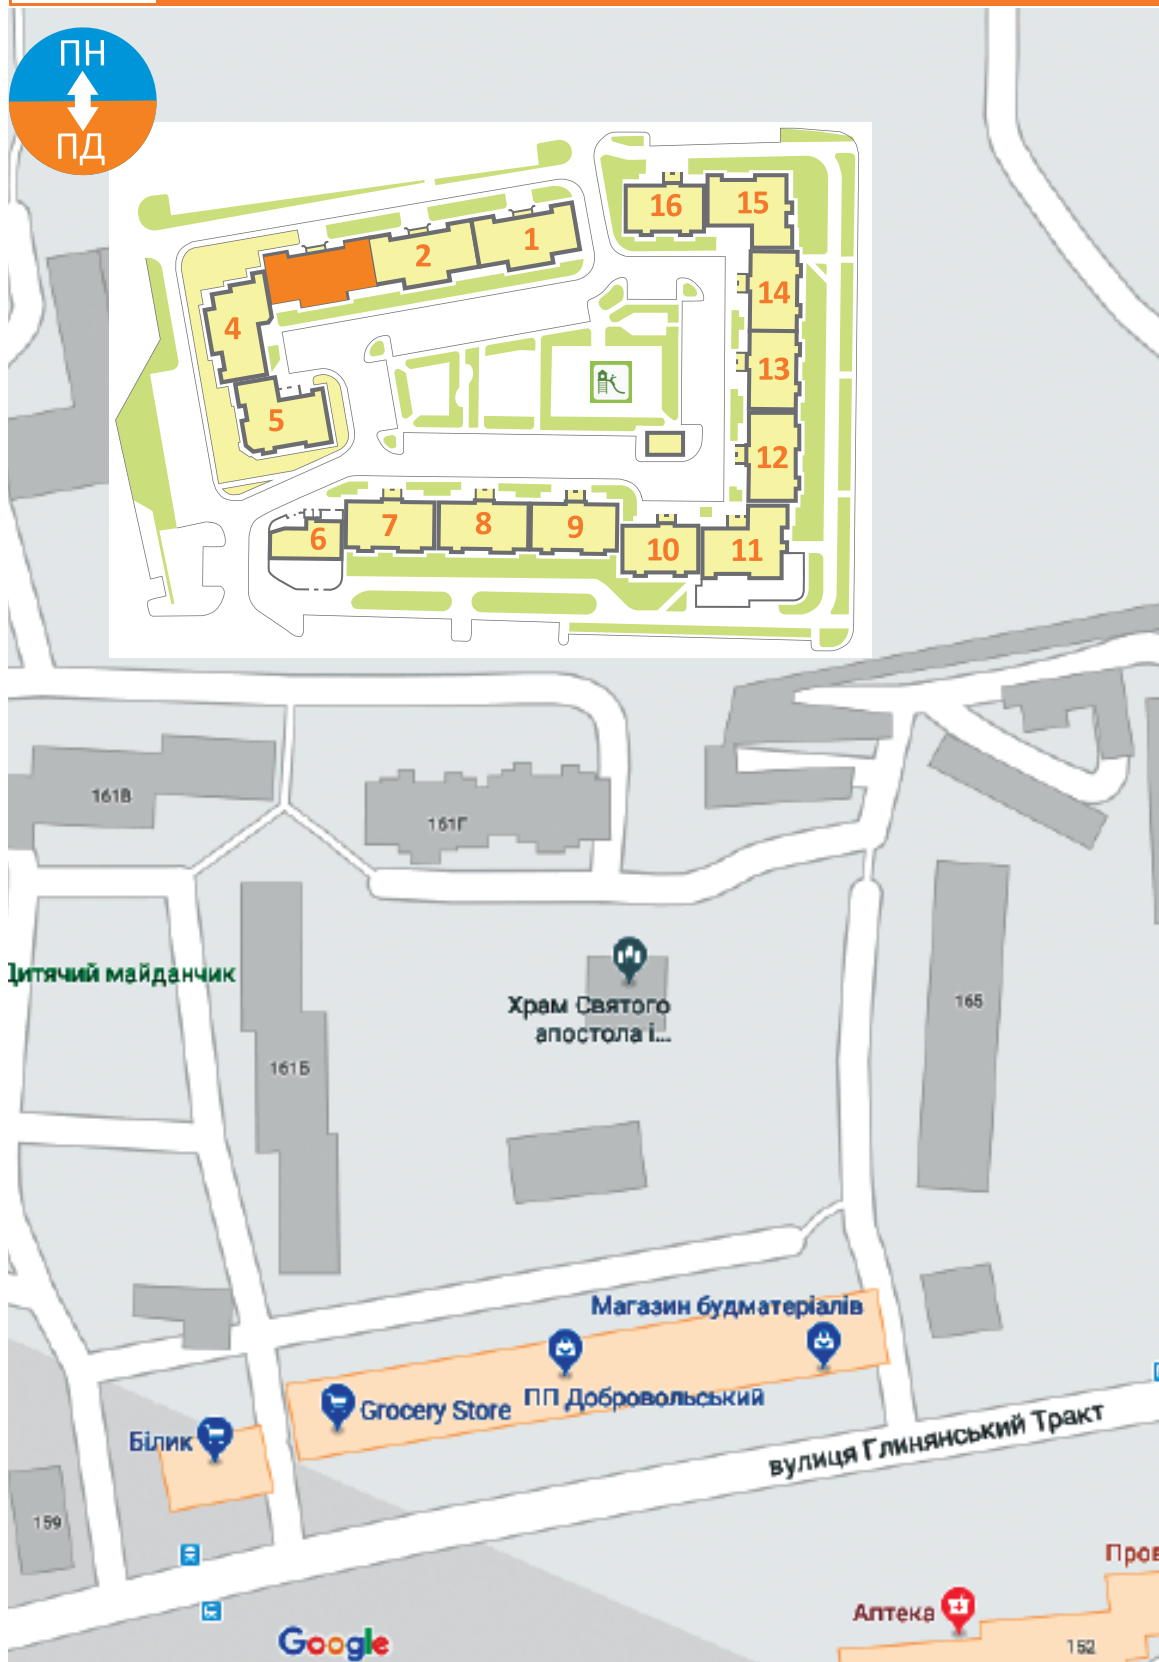 ПН
ПД
16
15
1
2
14
4
13
5
12
7
8
9
6
10
11
161В
161Г
Дитячий майданчик
Храм Святого
апостола і...
165
161Б
Магазин будматеріалів
ПП Добровольський
Grocery Store
Білик
вулиця Глинянський Тракт
159
Пров
Аптека
Google
152